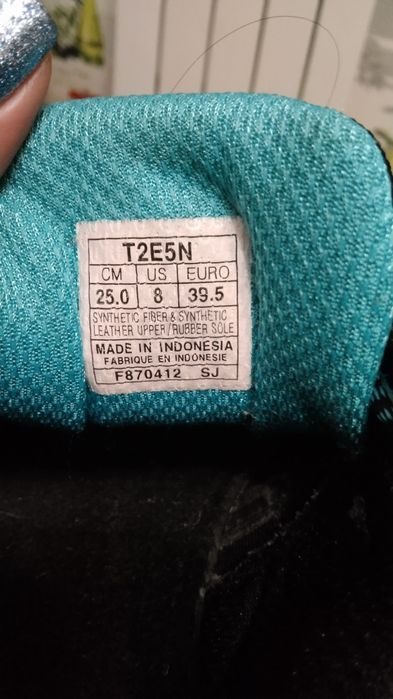 T2E5N
CM US EURO
25.0 8 39.5
SYNTHETIC FIBER & SYNTHETIC
LEATHER UPPER/RUBBER SOLE
MADE IN INDONESIA
FABRIQUE EN INDONÉSIE
F870412 SJ